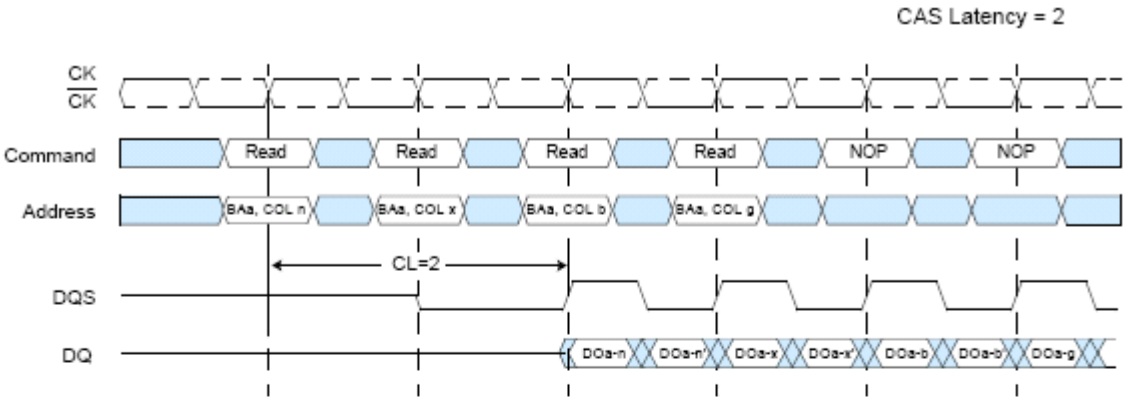 CAS Latency = 2
CK
CK
Command Read Read Read Read NOP NOP
Address BAa, COL n BAa, COL x BAa, COL b BAa, COL g
CL=2
DQS
DQ DOa-n DOa-n' DOa-x DOa-x' DOa-b DOa-b' DOa-g